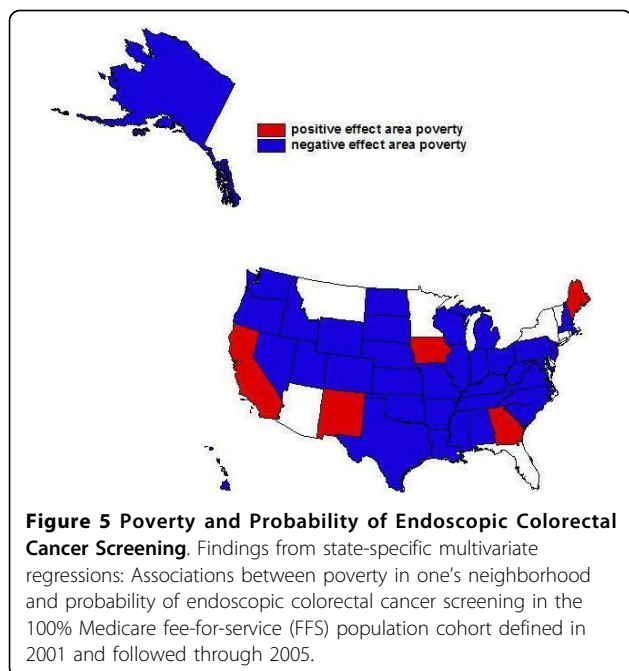 positive effect area poverty
negative effect area poverty
Figure 5 Poverty and Probability of Endoscopic Colorectal
Cancer Screening. Findings from state-specific multivariate
regressions: Associations between poverty in one's neighborhood
and probability of endoscopic colorectal cancer screening in the
100% Medicare fee-for-service (FFS) population cohort defined in
2001 and followed through 2005.